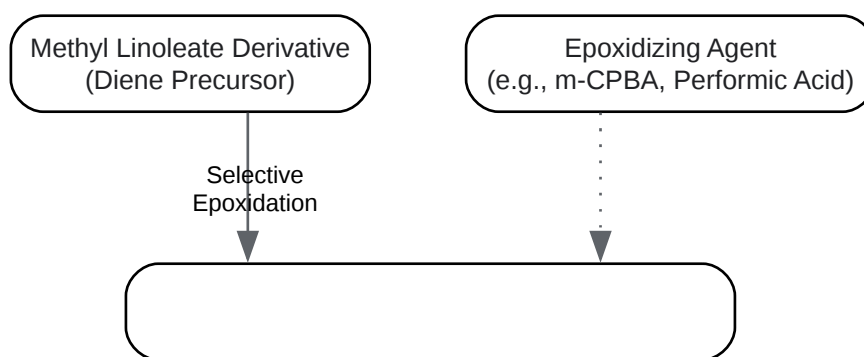 Methyl Linoleate Derivative
(Diene Precursor)
Epoxidizing Agent
(e.g., m-CPBA, Performic Acid)
Selective
Epoxidation